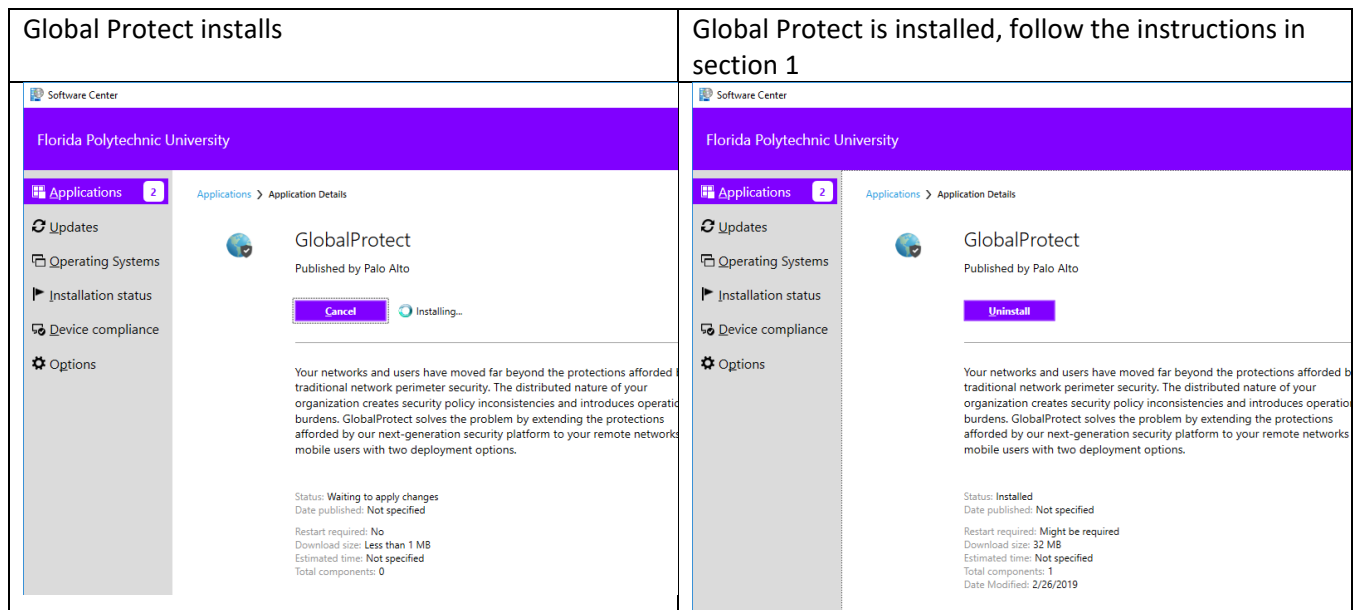 Global Protect installs
Software Center
Florida Polytechnic University
Applications 2
Updates
Operating Systems
Installation status
Device compliance
Options
Applications > Application Details
GlobalProtect
Published by Palo Alto
Cancel Installing...
Your networks and users have moved far beyond the protections afforded
traditional network perimeter security. The distributed nature of your
organization creates security policy inconsistencies and introduces
burdens. GlobalProtect solves the problem by extending the protections
afforded by our next-generation security platform to your remote networks
mobile users with two deployment options.
Status: Waiting to apply changes
Date published: Not specified
Restart required: No
Download size: Less than 1 MB
Estimated time: Not specified
Total components: 0
Global Protect is installed, follow the instructions in
section 1
Software Center
Florida Polytechnic University
Applications 2
Updates
Operating Systems
Installation status
Device compliance
Options
Applications > Application Details
GlobalProtect
Published by Palo Alto
Uninstall
Your networks and users have moved far beyond the protections afforded
traditional network perimeter security. The distributed nature of your
organization creates security policy inconsistencies and introduces
burdens. GlobalProtect solves the problem by extending the protections
afforded by our next-generation security platform to your remote networks
mobile users with two deployment options.
Status: Installed
Date published: Not specified
Restart required: Might be required
Download size: 32 MB
Estimated time: Not specified
Total components: 1
Date Modified: 2/26/2019